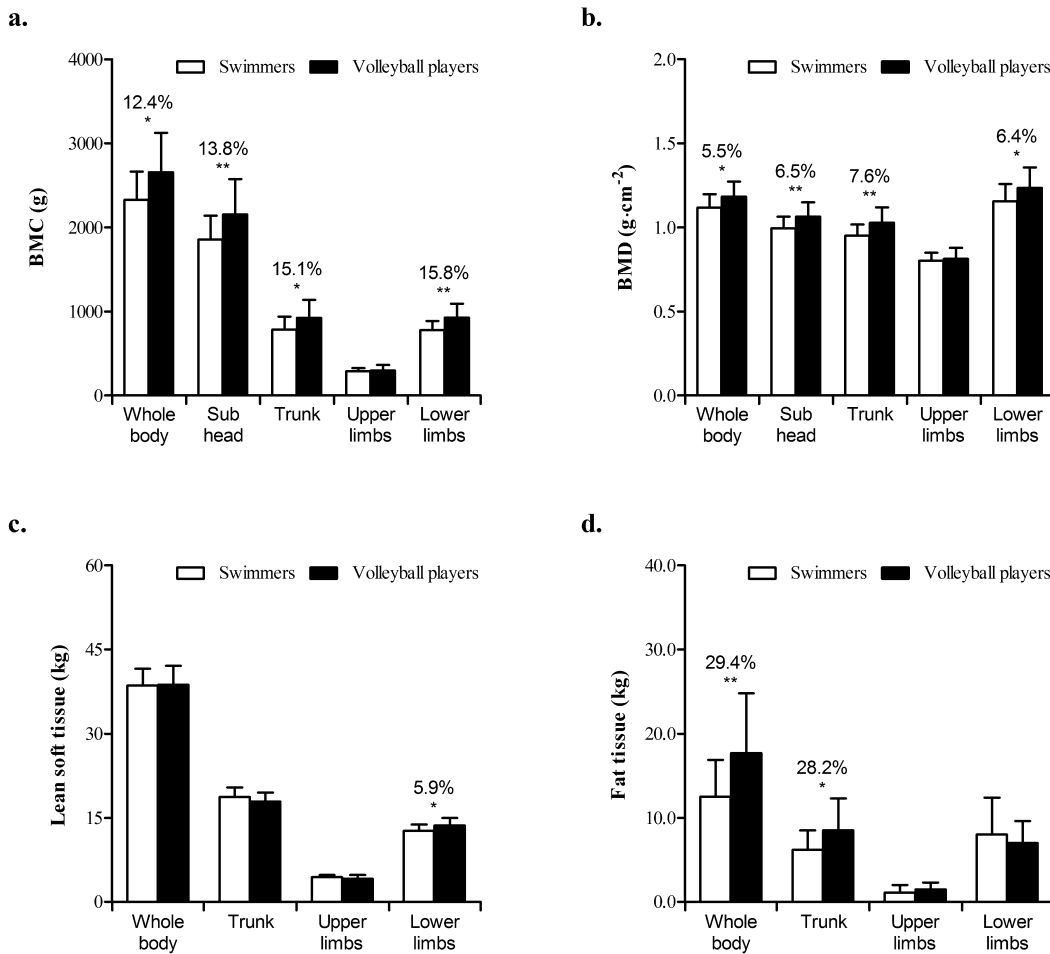 a.
Swimmers Volleyball players
BMC (g)
4000
3000
2000
1000
0
12.4%
*
13.8%
**
15.1%
*
15.8%
**
Whole body
Sub head
Trunk
Upper limbs
Lower limbs
b.
Swimmers Volleyball players
BMD (g·cm⁻²)
2.0
1.5
1.0
0.5
0.0
5.5%
*
6.5%
**
7.6%
**
6.4%
*
Whole body
Sub head
Trunk
Upper limbs
Lower limbs
c.
Swimmers Volleyball players
Lean soft tissue (kg)
60
45
30
15
0
5.9%
*
Whole body
Trunk
Upper limbs
Lower limbs
d.
Swimmers Volleyball players
Fat tissue (kg)
40.0
30.0
20.0
10.0
0.0
29.4%
**
28.2%
*
Whole body
Trunk
Upper limbs
Lower limbs